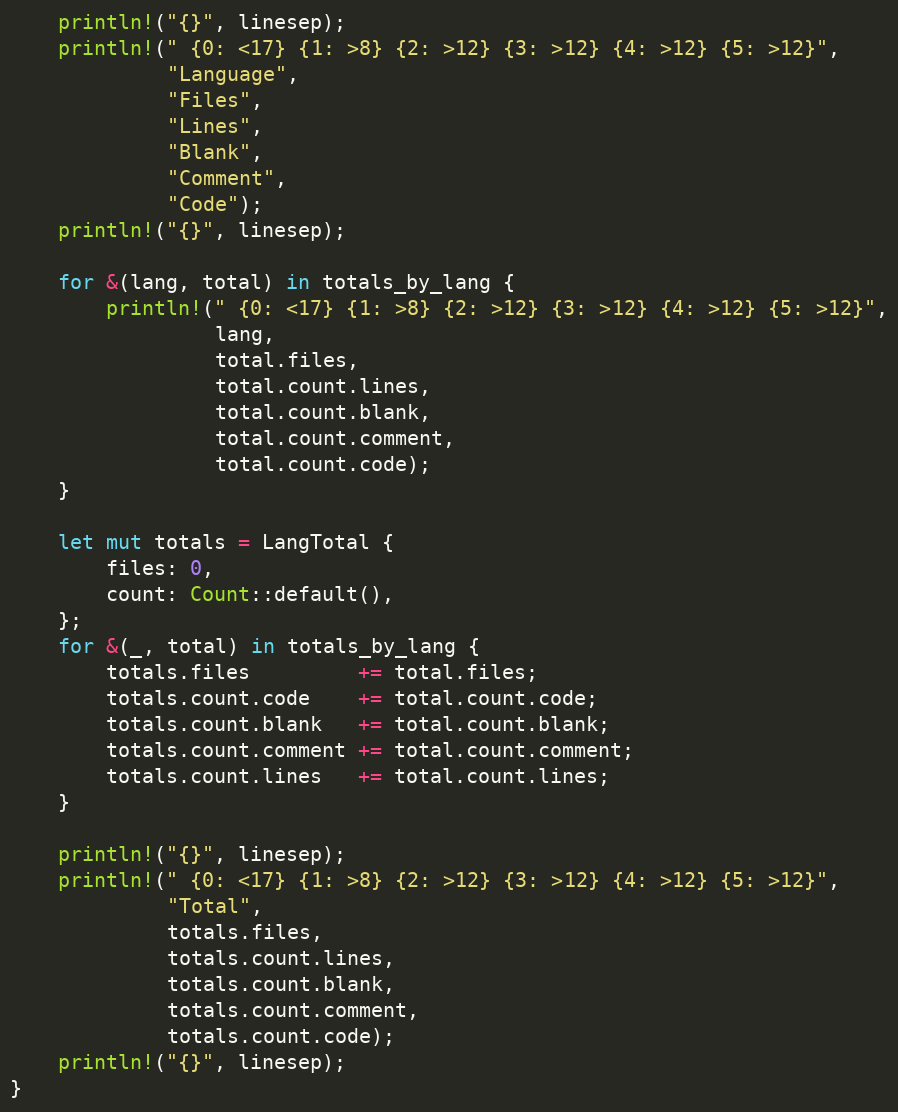 println!("{}", linesep);
    println!(" {0: <17} {1: >8} {2: >12} {3: >12} {4: >12} {5: >12}",
             "Language",
             "Files",
             "Lines",
             "Blank",
             "Comment",
             "Code");
    println!("{}", linesep);

    for &(lang, total) in totals_by_lang {
        println!(" {0: <17} {1: >8} {2: >12} {3: >12} {4: >12} {5: >12}",
                 lang,
                 total.files,
                 total.count.lines,
                 total.count.blank,
                 total.count.comment,
                 total.count.code);
    }

    let mut totals = LangTotal {
        files: 0,
        count: Count::default(),
    };
    for &(_, total) in totals_by_lang {
        totals.files         += total.files;
        totals.count.code    += total.count.code;
        totals.count.blank   += total.count.blank;
        totals.count.comment += total.count.comment;
        totals.count.lines   += total.count.lines;
    }

    println!("{}", linesep);
    println!(" {0: <17} {1: >8} {2: >12} {3: >12} {4: >12} {5: >12}",
             "Total",
             totals.files,
             totals.count.lines,
             totals.count.blank,
             totals.count.comment,
             totals.count.code);
    println!("{}", linesep);
}